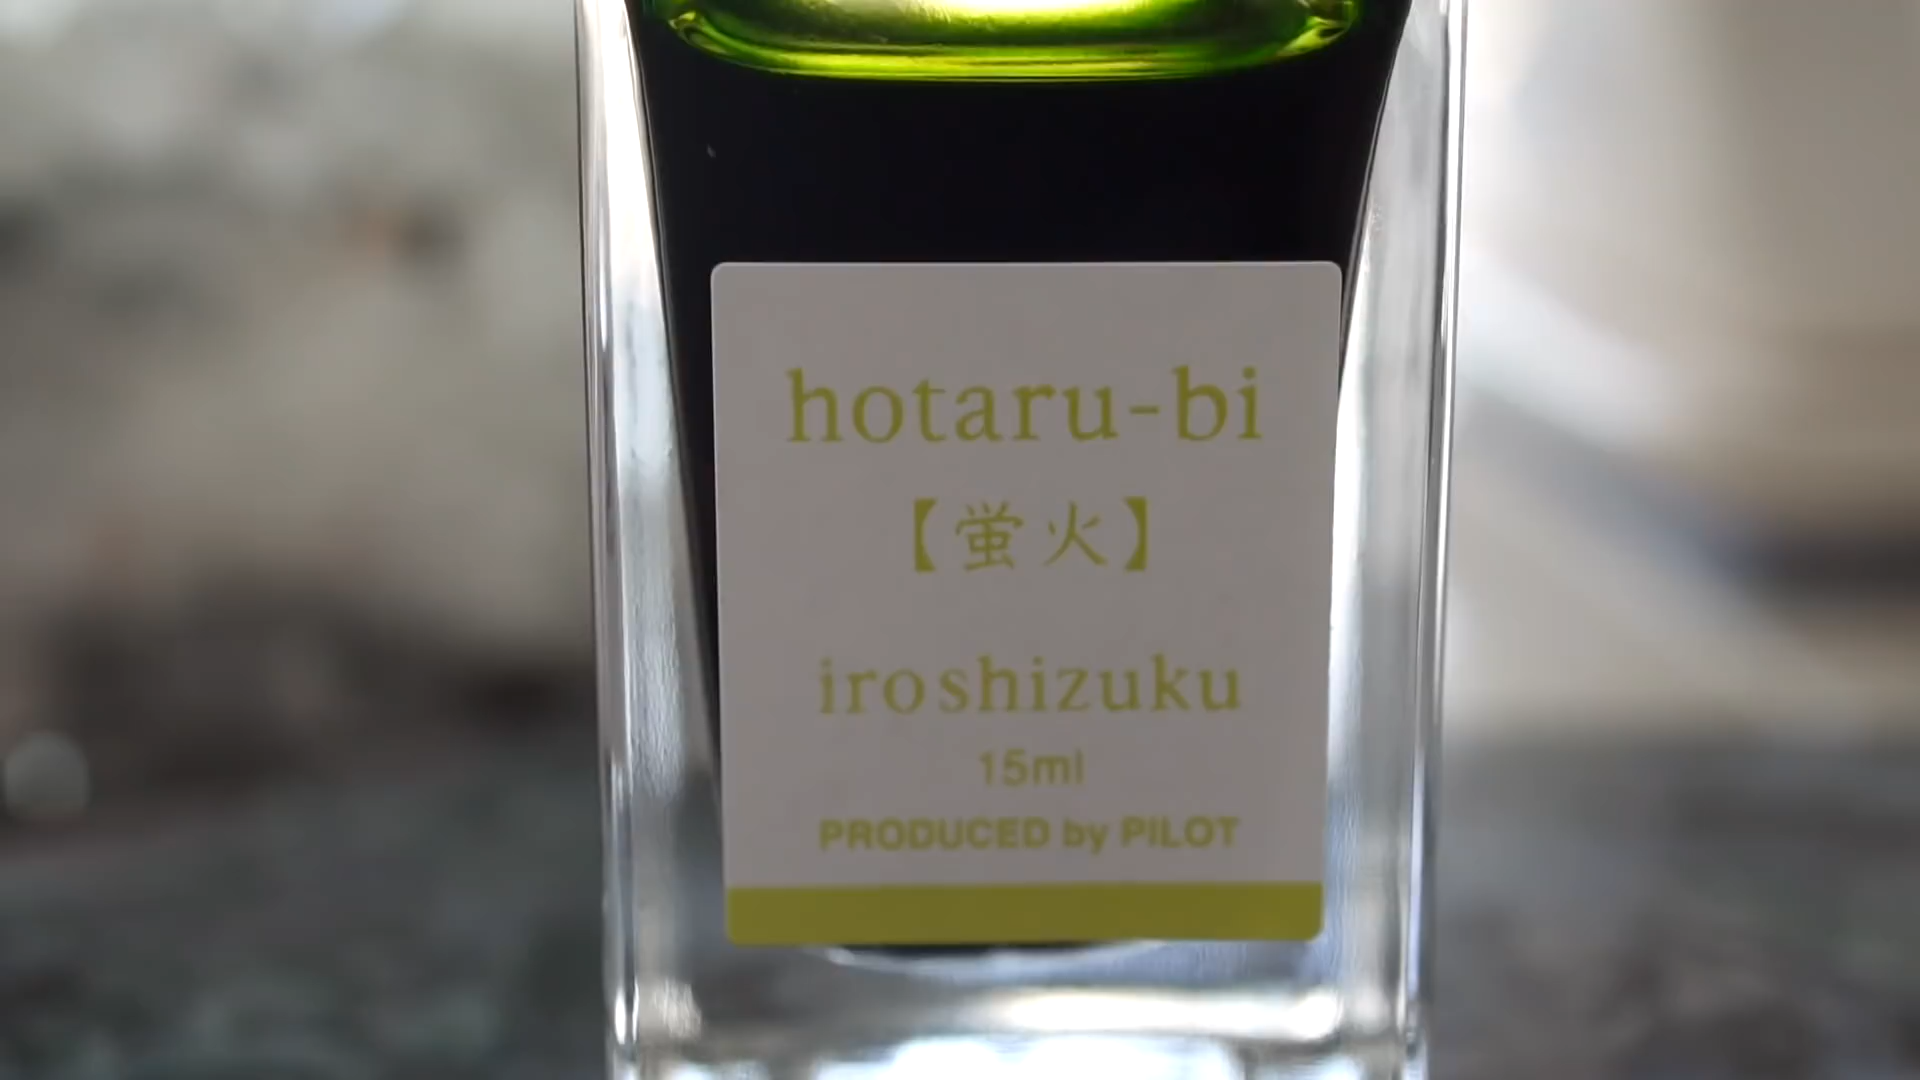 hotaru-bi
【蛍火】
iroshizuku
15ml
PRODUCED by PILOT